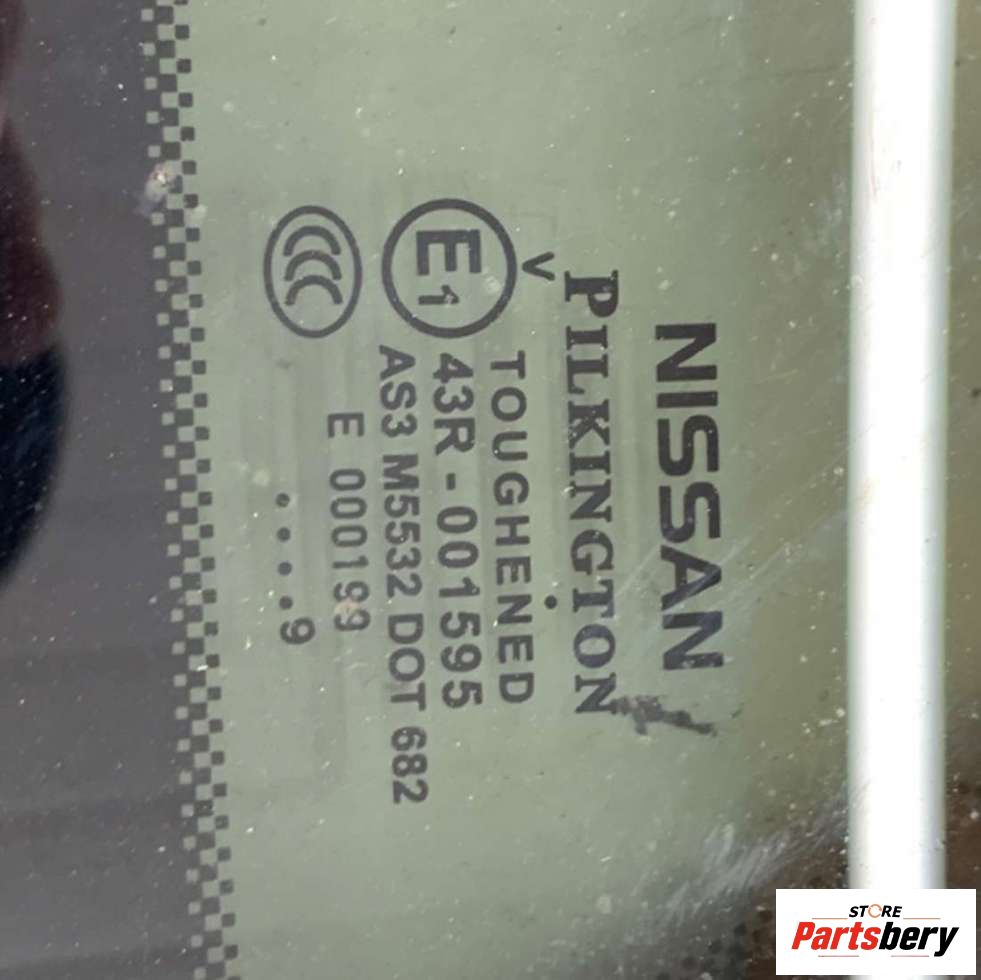 NISSAN
PILKINGTON
TOUGHENED
V
E1
43R - 001595
AS3 M5532 DOT 682
CCC
E 000199
. . . . 9
STORE
Partsbery